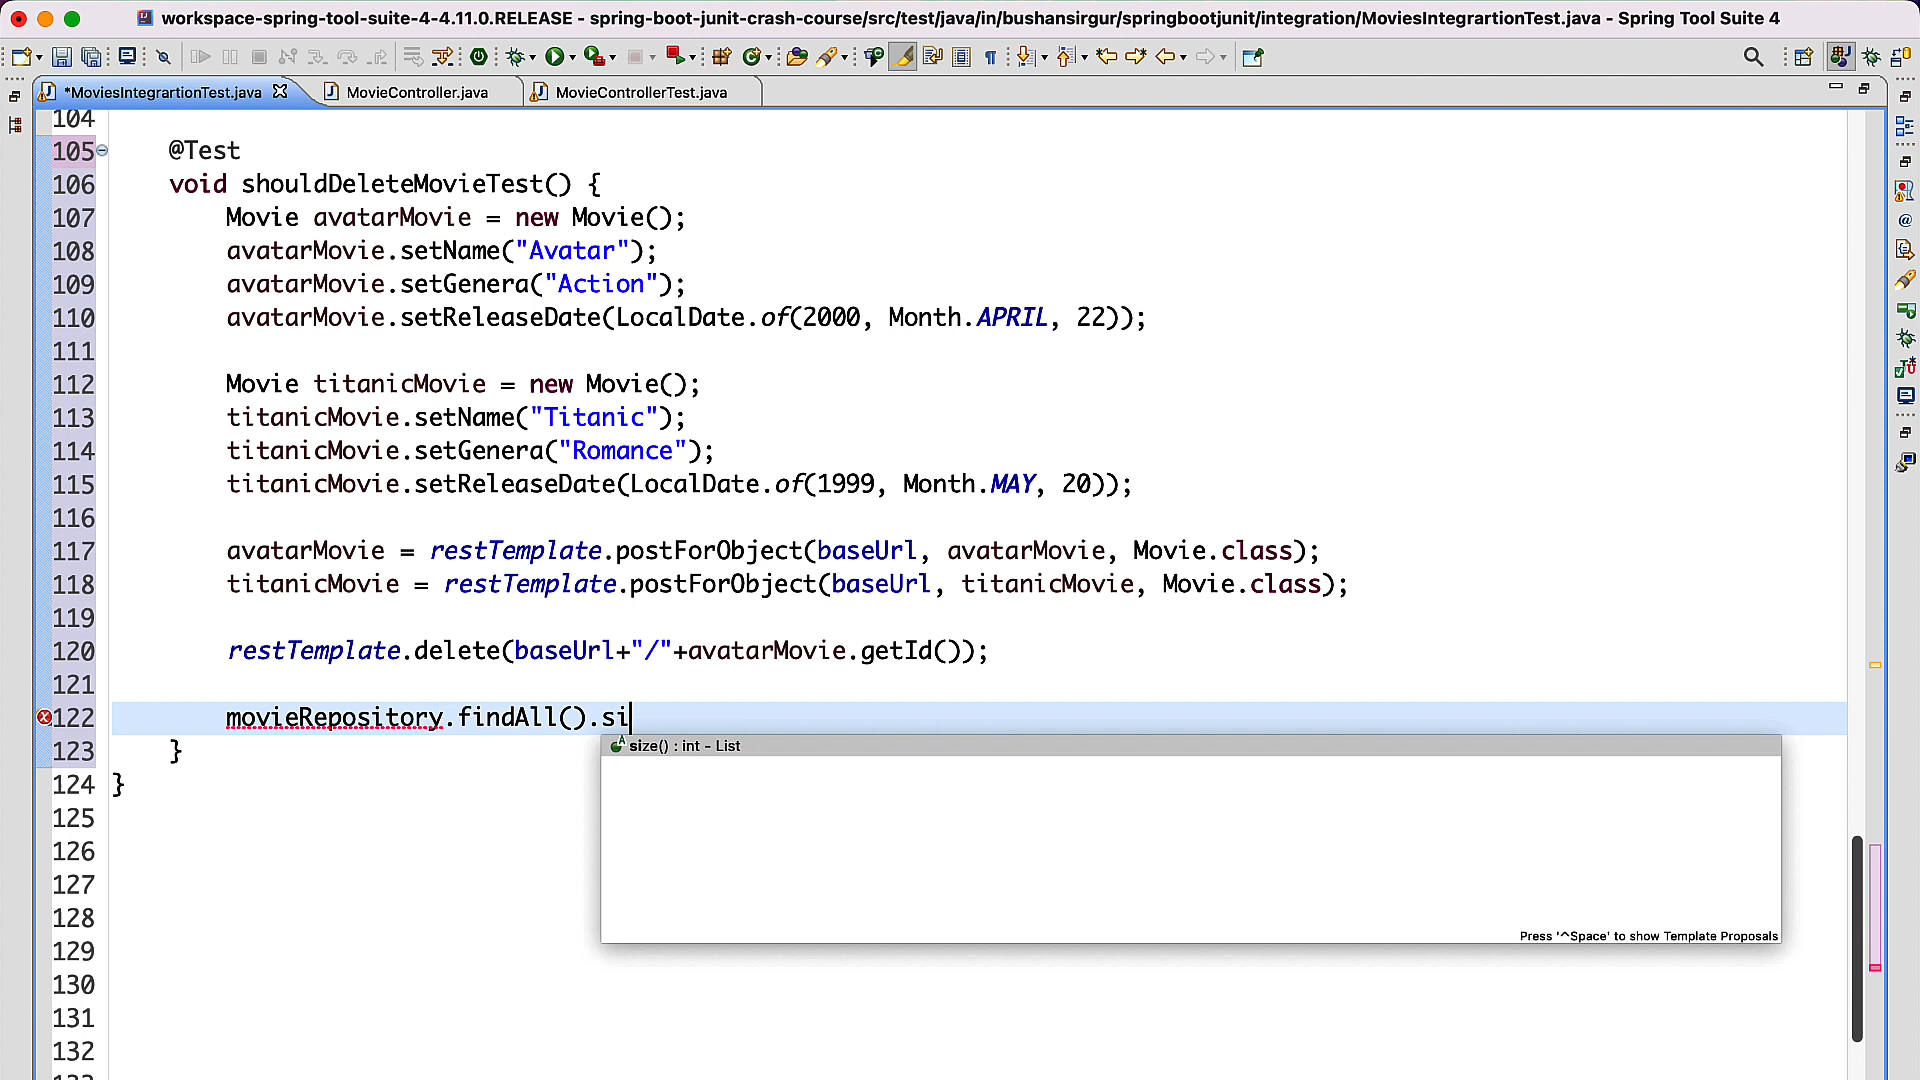 workspace-spring-tool-suite-4-4.11.0.RELEASE - spring-boot-junit-crash-course/src/test/java/in/bushansirgur/springbootjunit/integration/MoviesIntegrartionTest.java - Spring Tool Suite 4
*MoviesIntegrartionTest.java
MovieController.java
MovieControllerTest.java
104
105 @Test
106 void shouldDeleteMovieTest() {
107 Movie avatarMovie = new Movie();
108 avatarMovie.setName("Avatar");
109 avatarMovie.setGenera("Action");
110 avatarMovie.setReleaseDate(LocalDate.of(2000, Month.APRIL, 22));
111
112 Movie titanicMovie = new Movie();
113 titanicMovie.setName("Titanic");
114 titanicMovie.setGenera("Romance");
115 titanicMovie.setReleaseDate(LocalDate.of(1999, Month.MAY, 20));
116
117 avatarMovie = restTemplate.postForObject(baseUrl, avatarMovie, Movie.class);
118 titanicMovie = restTemplate.postForObject(baseUrl, titanicMovie, Movie.class);
119
120 restTemplate.delete(baseUrl+"/"+avatarMovie.getId());
121
122 movieRepository.findAll().si
size() : int - List
123 }
124 }
125
126
127
128
129
Press '^Space' to show Template Proposals
130
131
132